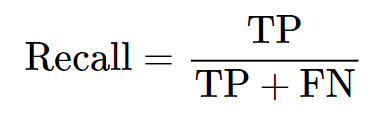 Recall = TP / TP + FN